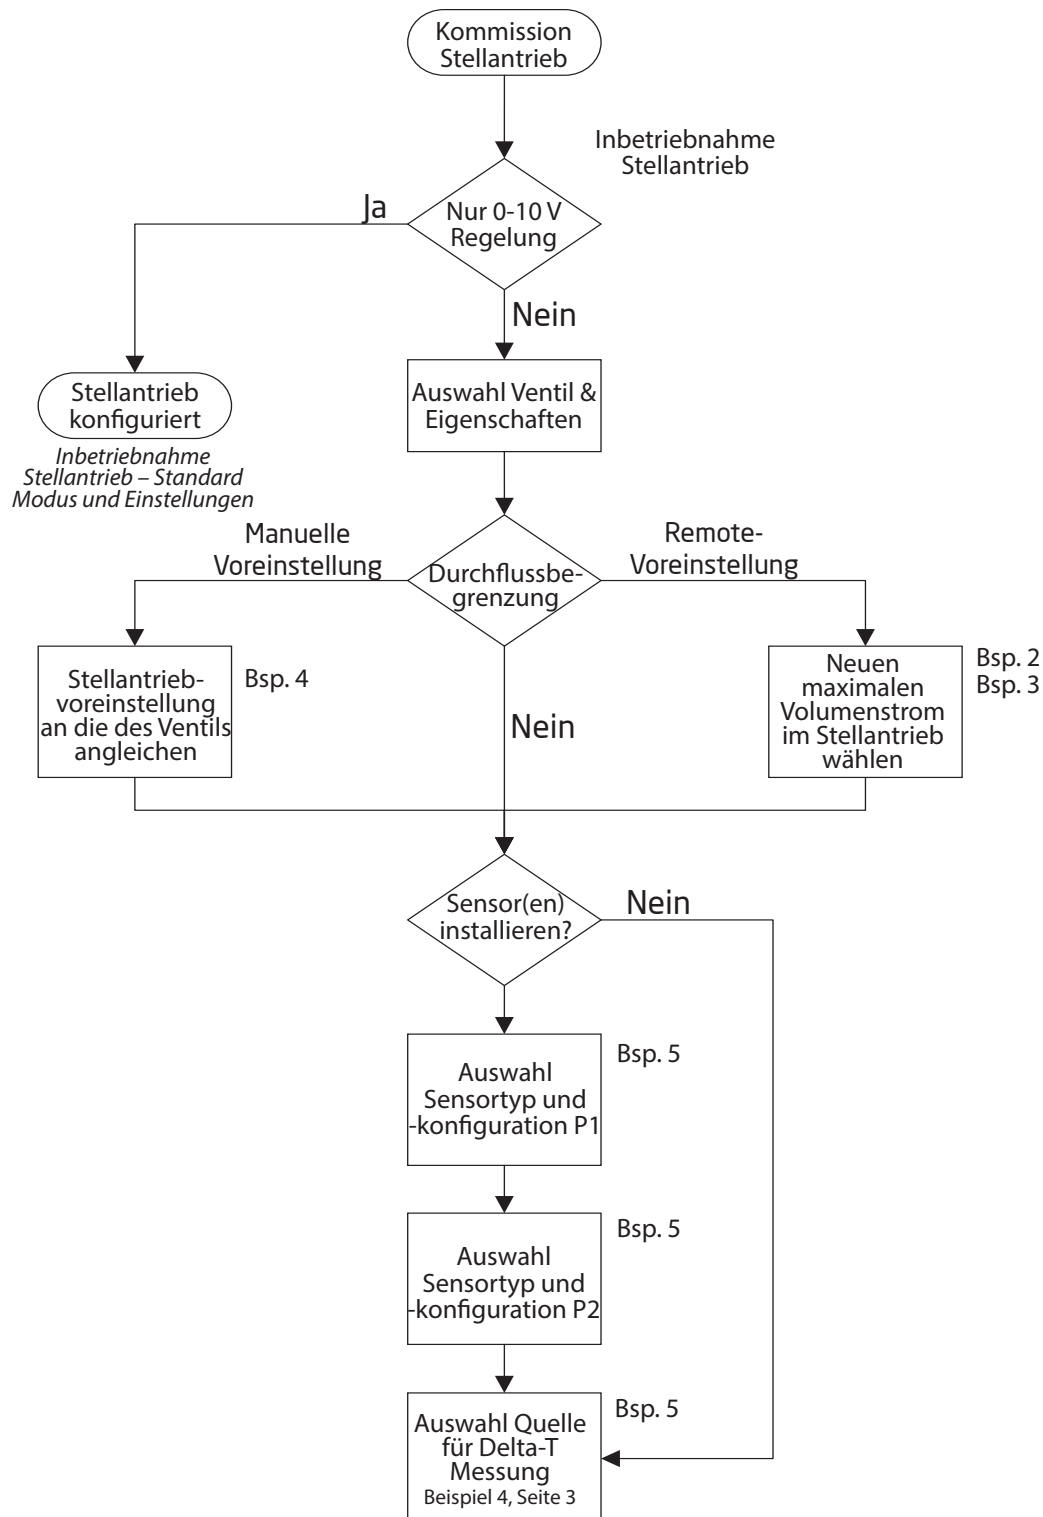 Kommission
Stellantrieb
Inbetriebnahme
Stellantrieb
Ja
Nur 0-10 V
Regelung
Nein
Stellantrieb
konfiguriert
Auswahl Ventil &
Eigenschaften
Inbetriebnahme
Stellantrieb – Standard
Modus und Einstellungen
Manuelle
Voreinstellung
Durchflussbe-
grenzung
Remote-
Voreinstellung
Stellantrieb-
voreinstellung
an die des Ventils
angleichen
Bsp. 4
Nein
Neuen
maximalen
Volumenstrom
im Stellantrieb
wählen
Bsp. 2
Bsp. 3
Sensor(en)
installieren?
Nein
Auswahl
Sensortyp und
-konfiguration P1
Bsp. 5
Auswahl
Sensortyp und
-konfiguration P2
Bsp. 5
Auswahl Quelle
für Delta-T
Messung
Beispiel 4, Seite 3
Bsp. 5